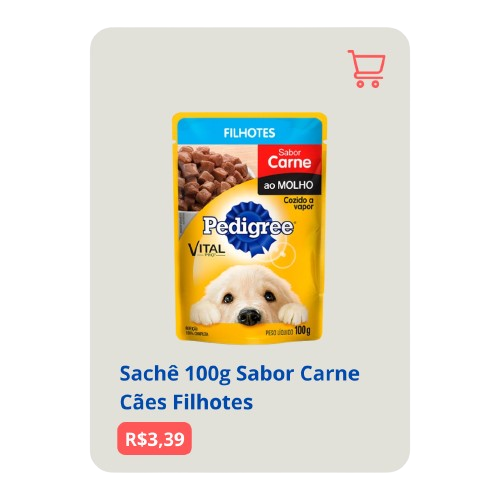 FILHOTES
Sabor
Carne
ao MOLHO
Cozido a
vapor
Pedigree
VITAL
PESO LÍQUIDO 100g
Sachê 100g Sabor Carne
Cães Filhotes
R$3,39